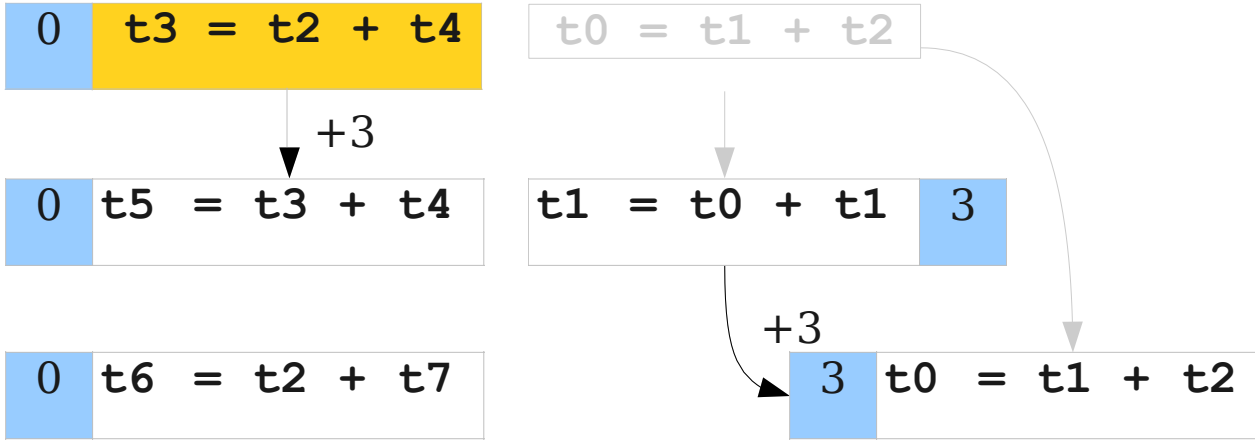 0 t3 = t2 + t4
t0 = t1 + t2
+3
0 t5 = t3 + t4
t1 = t0 + t1 3
+3
0 t6 = t2 + t7
3 t0 = t1 + t2